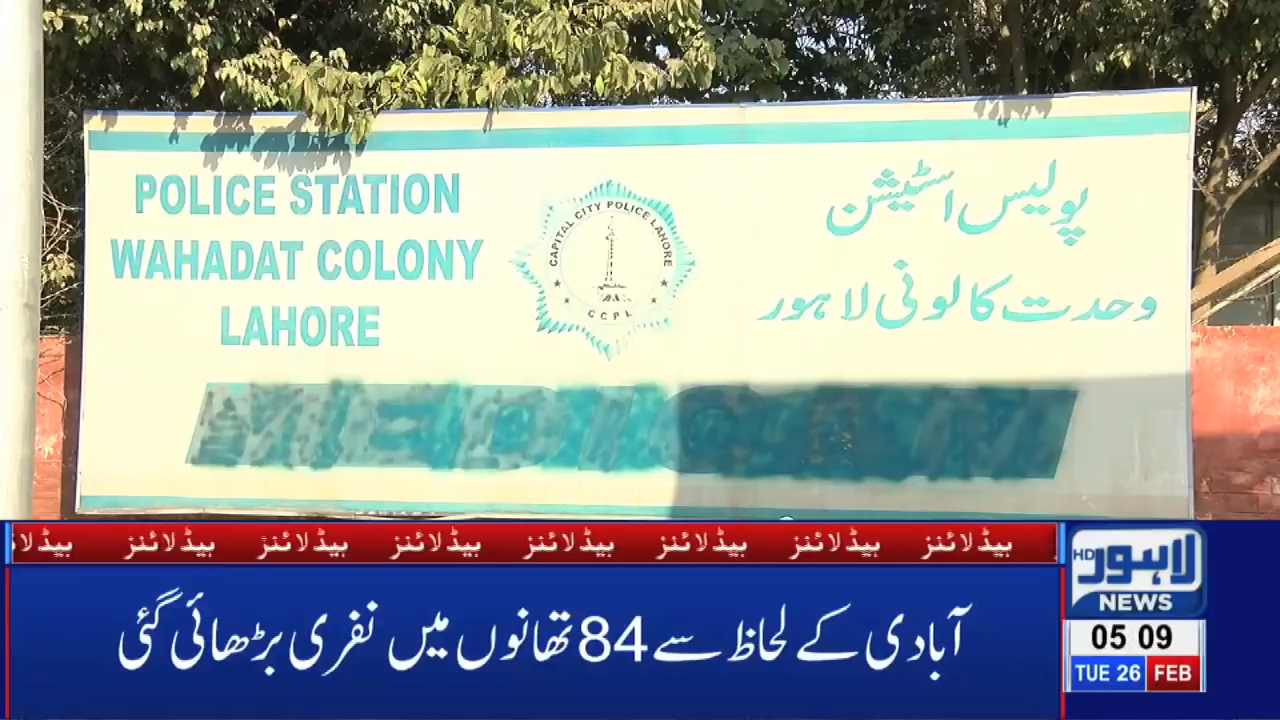 POLICE STATION
WAHADAT COLONY
LAHORE
CAPITAL CITY POLICE LAHORE
CCPL
پولیس اسٹیشن
وحدت کالونی لاہور
ہیڈلائنز ہیڈلائنز ہیڈلائنز ہیڈلائنز ہیڈلائنز ہیڈلائنز ہیڈلائنز
آبادی کے لحاظ سے 84 تھانوں میں نفری بڑھائی گئی
HD لاہور
NEWS
05 09
TUE 26 FEB